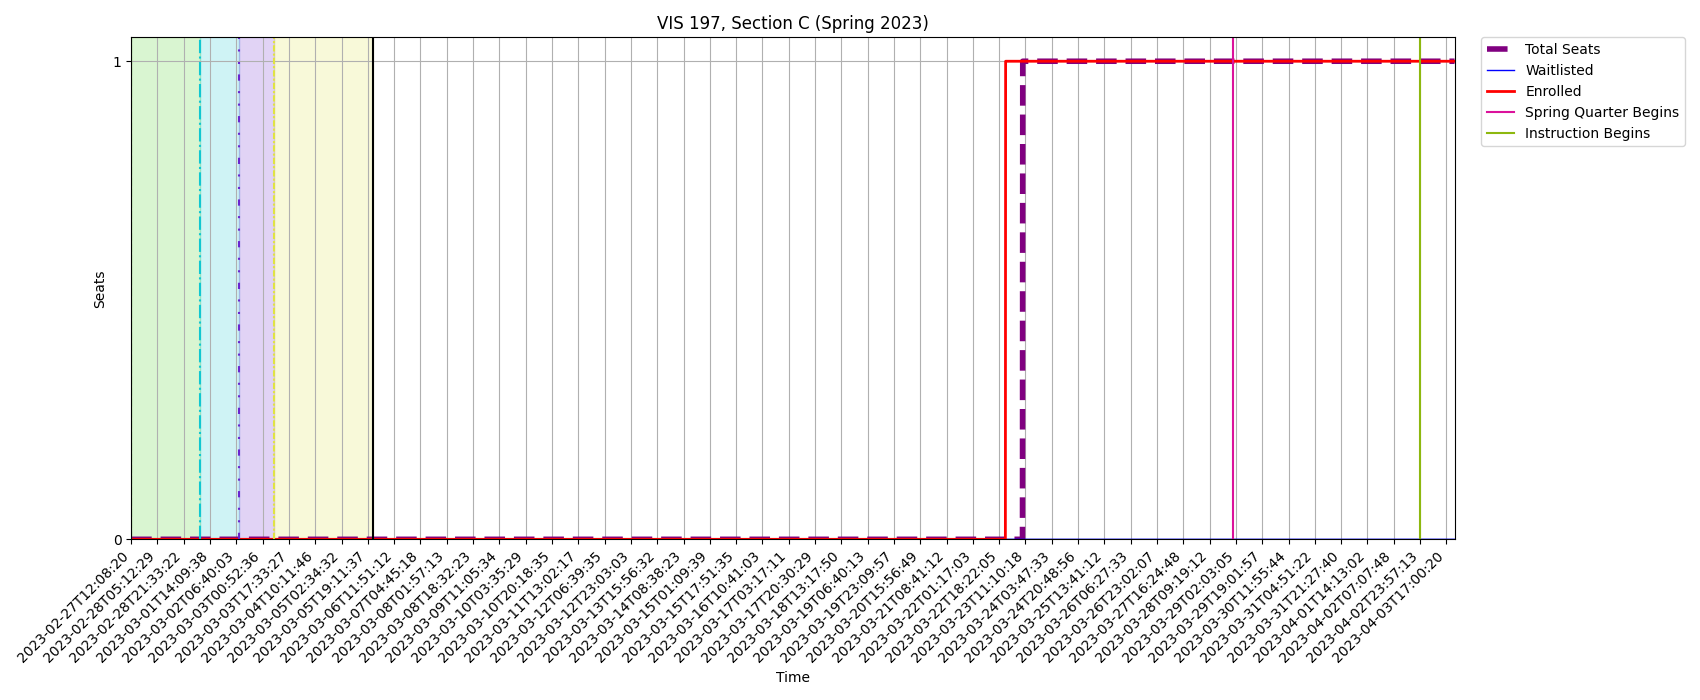 VIS 197, Section C (Spring 2023)
Total Seats
Waitlisted
Enrolled
Spring Quarter Begins
Instruction Begins
1
Seats
0
2023-02-27T12:08:20
2023-02-28T05:12:29
2023-02-28T21:33:22
2023-03-01T14:09:38
2023-03-02T06:40:03
2023-03-03T00:52:36
2023-03-03T17:33:27
2023-03-04T10:11:46
2023-03-05T02:34:32
2023-03-05T19:11:37
2023-03-06T11:51:12
2023-03-07T04:45:18
2023-03-08T01:57:13
2023-03-08T18:32:23
2023-03-09T11:05:34
2023-03-10T03:35:29
2023-03-10T20:18:35
2023-03-11T13:02:17
2023-03-12T06:39:35
2023-03-12T23:03:03
2023-03-13T15:56:32
2023-03-14T08:38:23
2023-03-15T01:09:39
2023-03-15T17:51:35
2023-03-16T10:41:03
2023-03-17T03:17:11
2023-03-17T20:30:29
2023-03-18T13:17:50
2023-03-19T06:40:13
2023-03-19T23:09:57
2023-03-20T15:56:49
2023-03-21T08:41:12
2023-03-22T01:17:03
2023-03-22T18:22:05
2023-03-23T11:10:18
2023-03-24T03:47:33
2023-03-24T20:48:56
2023-03-25T13:41:12
2023-03-26T06:27:33
2023-03-26T23:02:07
2023-03-27T16:24:48
2023-03-28T09:19:12
2023-03-29T02:03:05
2023-03-29T19:01:57
2023-03-30T11:55:44
2023-03-31T04:51:22
2023-03-31T21:27:40
2023-04-01T14:13:02
2023-04-02T07:07:48
2023-04-02T23:57:13
2023-04-03T17:00:20
Time